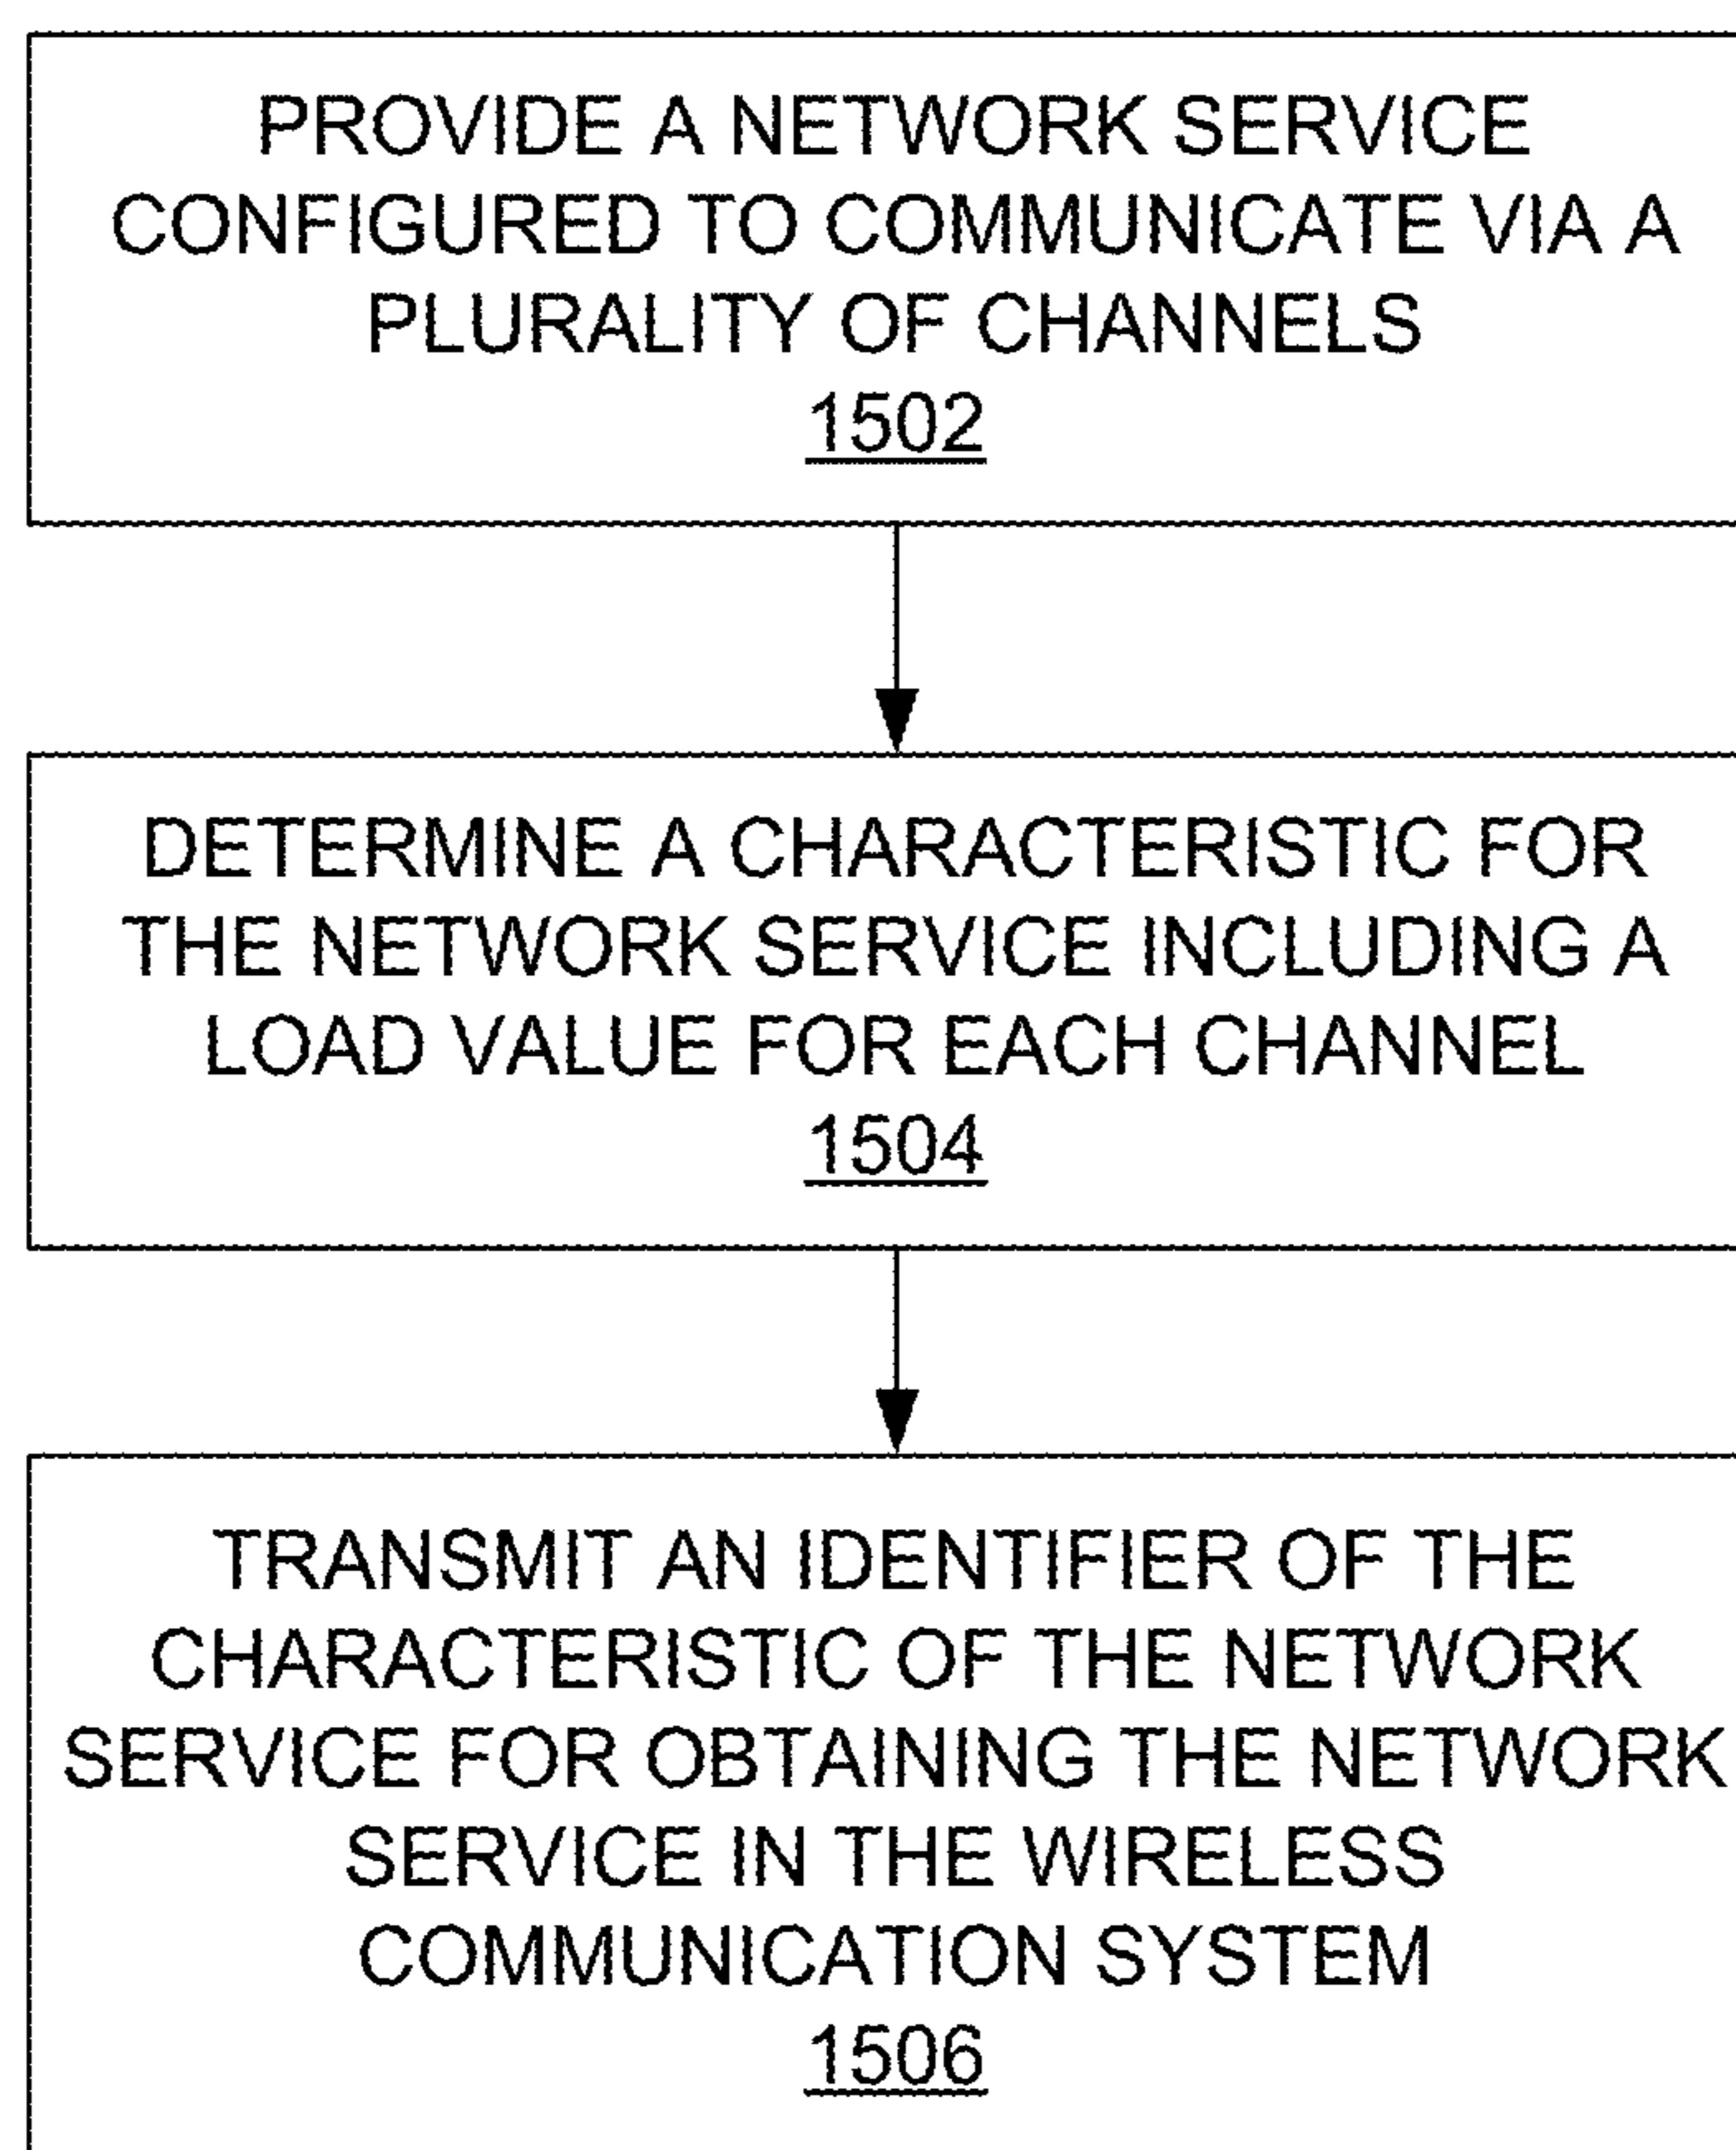 PROVIDE A NETWORK SERVICE
CONFIGURED TO COMMUNICATE VIA A
PLURALITY OF CHANNELS
1502
DETERMINE A CHARACTERISTIC FOR
THE NETWORK SERVICE INCLUDING A
LOAD VALUE FOR EACH CHANNEL
1504
TRANSMIT AN IDENTIFIER OF THE
CHARACTERISTIC OF THE NETWORK
SERVICE FOR OBTAINING THE NETWORK
SERVICE IN THE WIRELESS
COMMUNICATION SYSTEM
1506